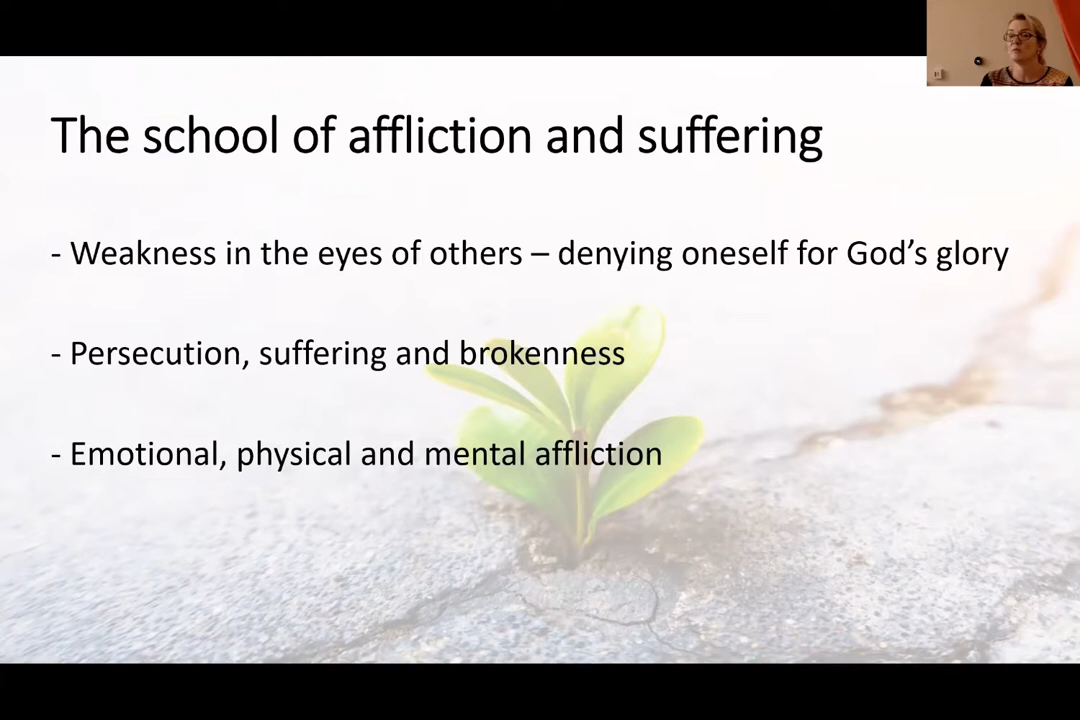 The school of affliction and suffering
- Weakness in the eyes of others – denying oneself for God’s glory
- Persecution, suffering and brokenness
- Emotional, physical and mental affliction